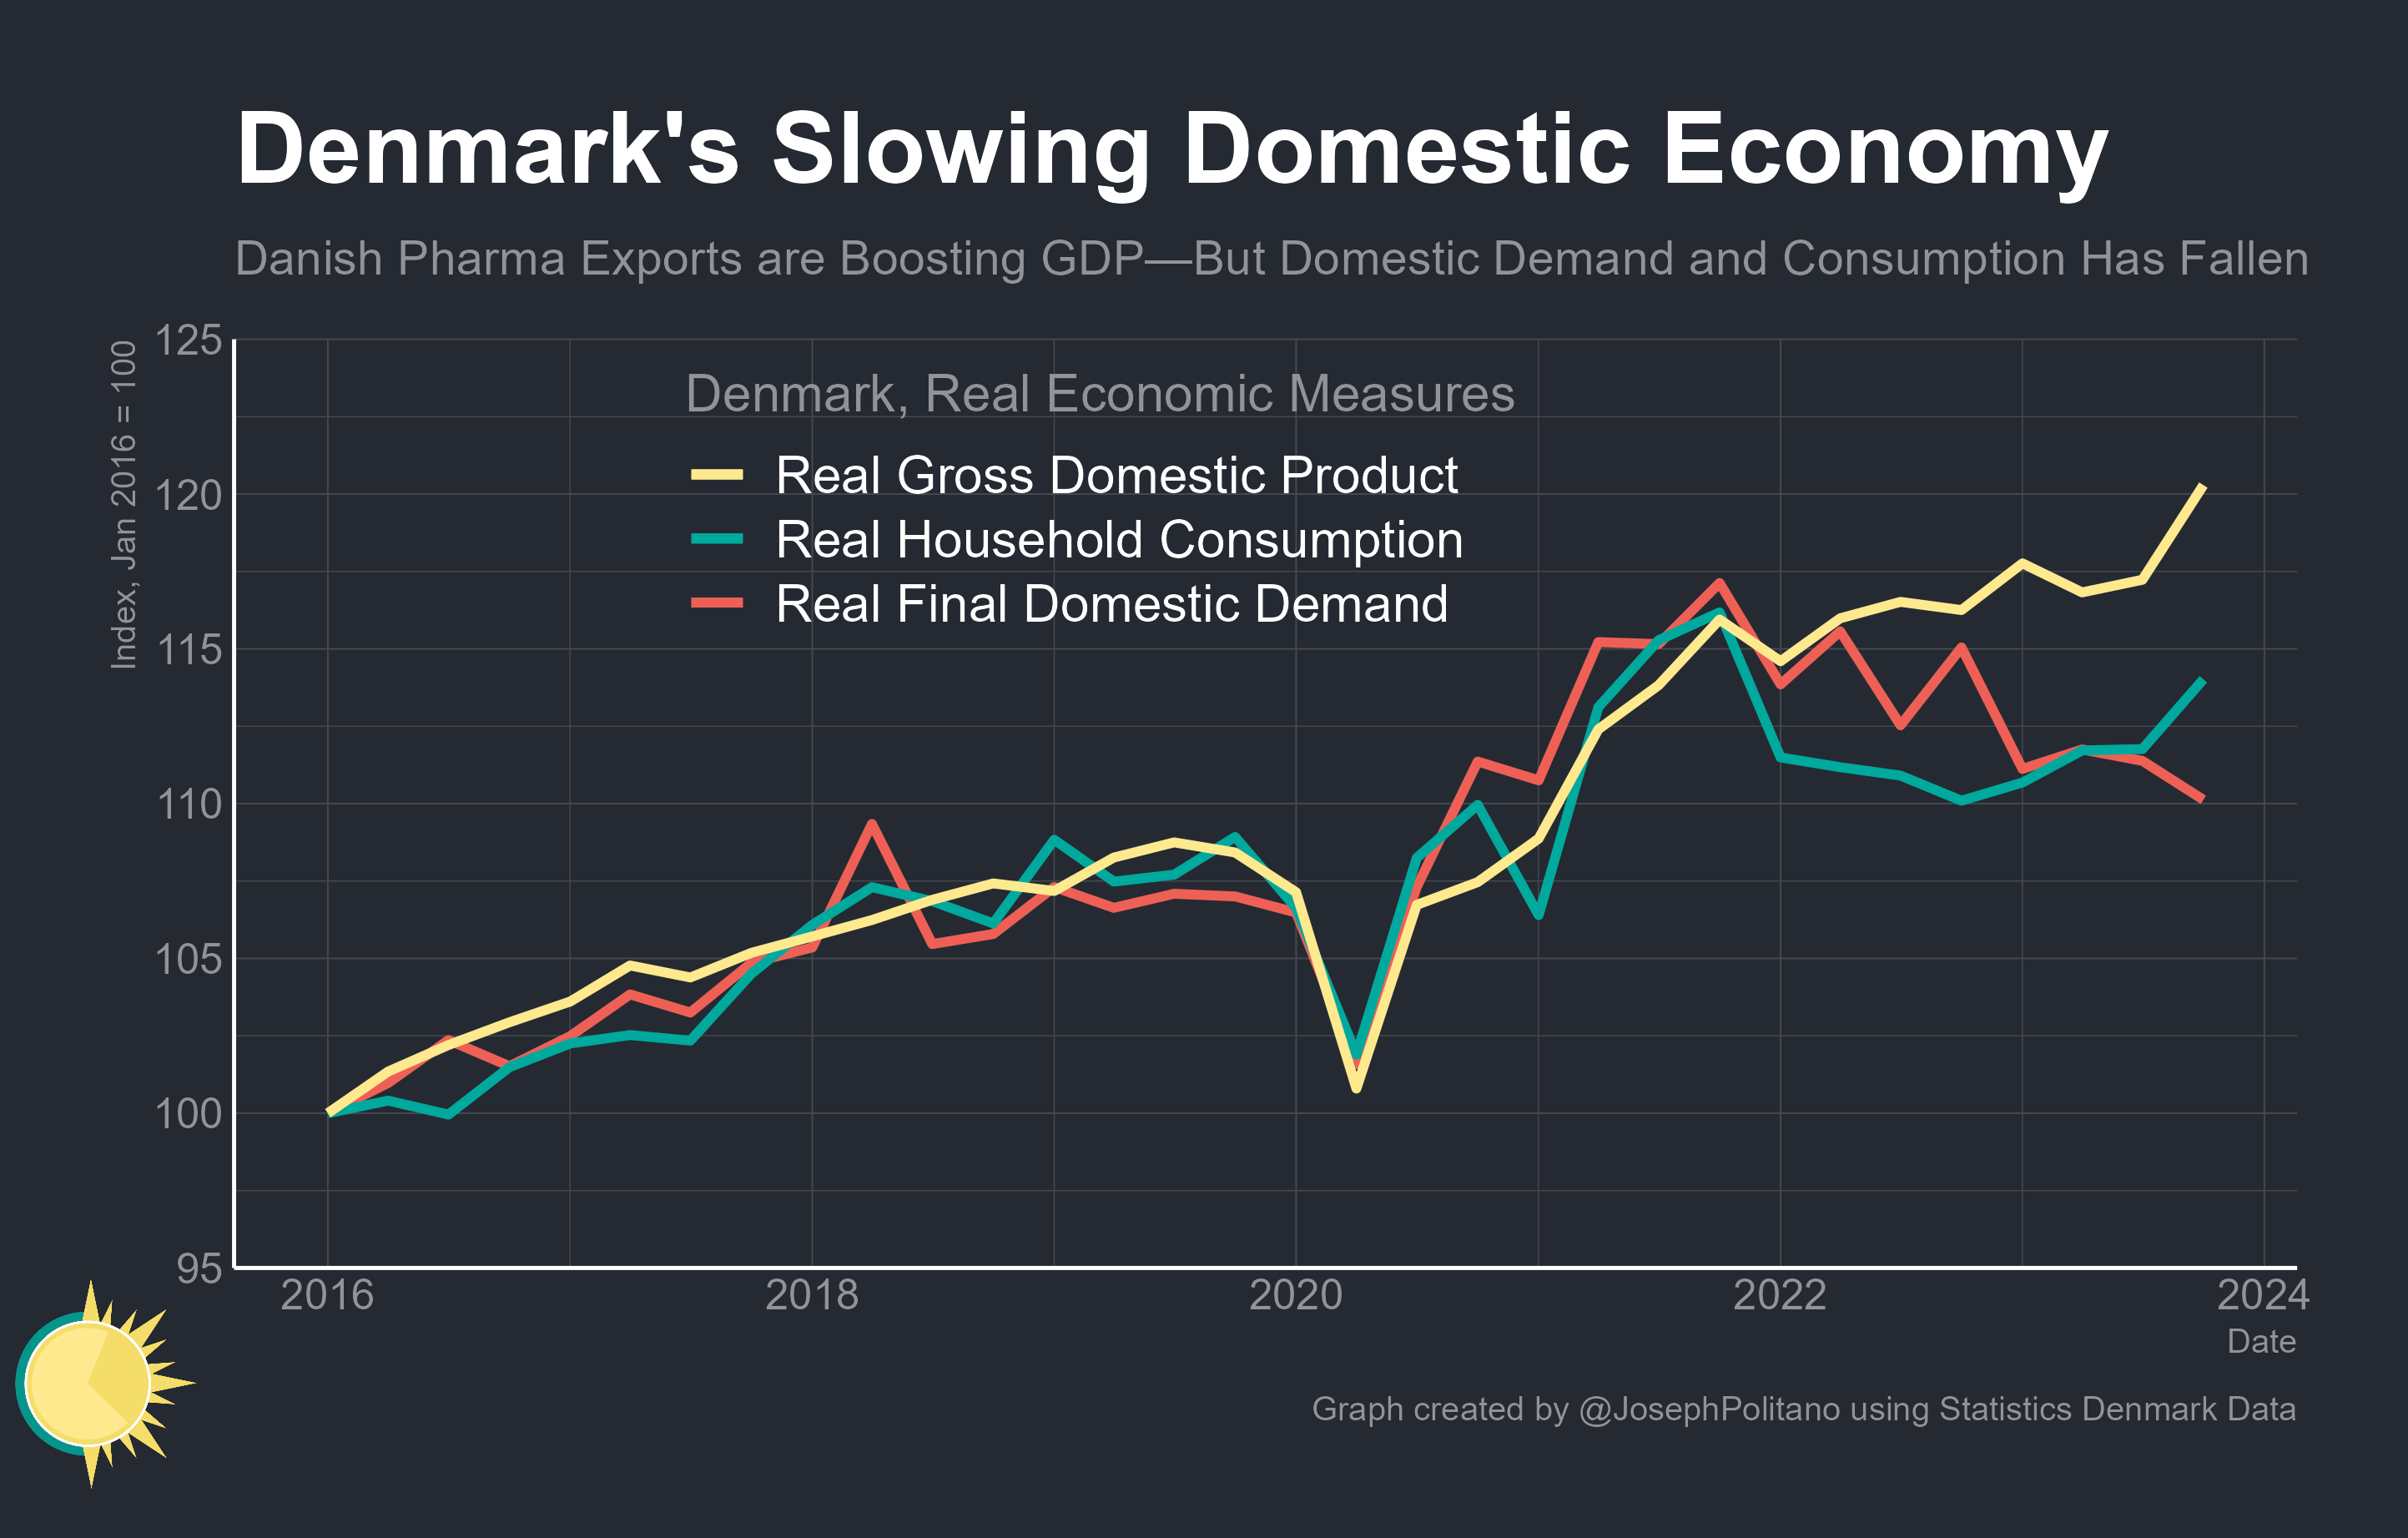 Denmark's Slowing Domestic Economy
Danish Pharma Exports are Boosting GDP—But Domestic Demand and Consumption Has Fallen
Index, Jan 2016 = 100
125
120
115
110
105
100
95
Denmark, Real Economic Measures
Real Gross Domestic Product
Real Household Consumption
Real Final Domestic Demand
2016 2018 2020 2022 2024
Date
Graph created by @JosephPolitano using Statistics Denmark Data